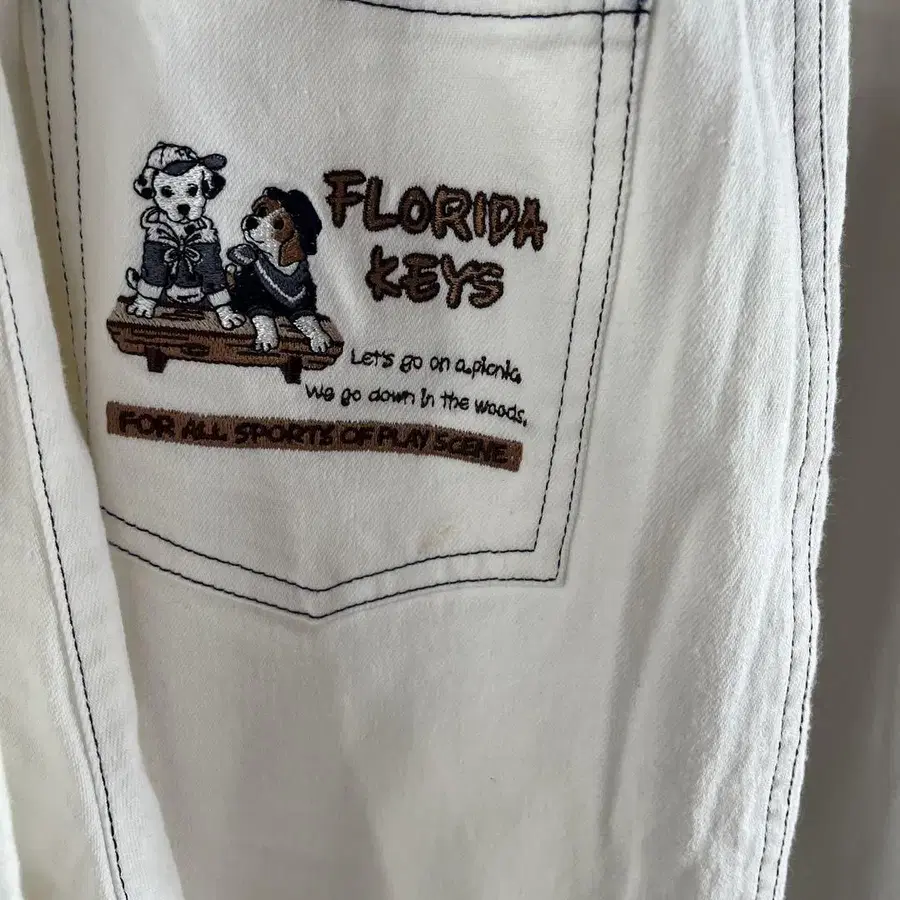 FLORIDA
KEYS
Let's go on a picnic.
We go down in the woods.
FOR ALL SPORTS OF PLAY SCENE.